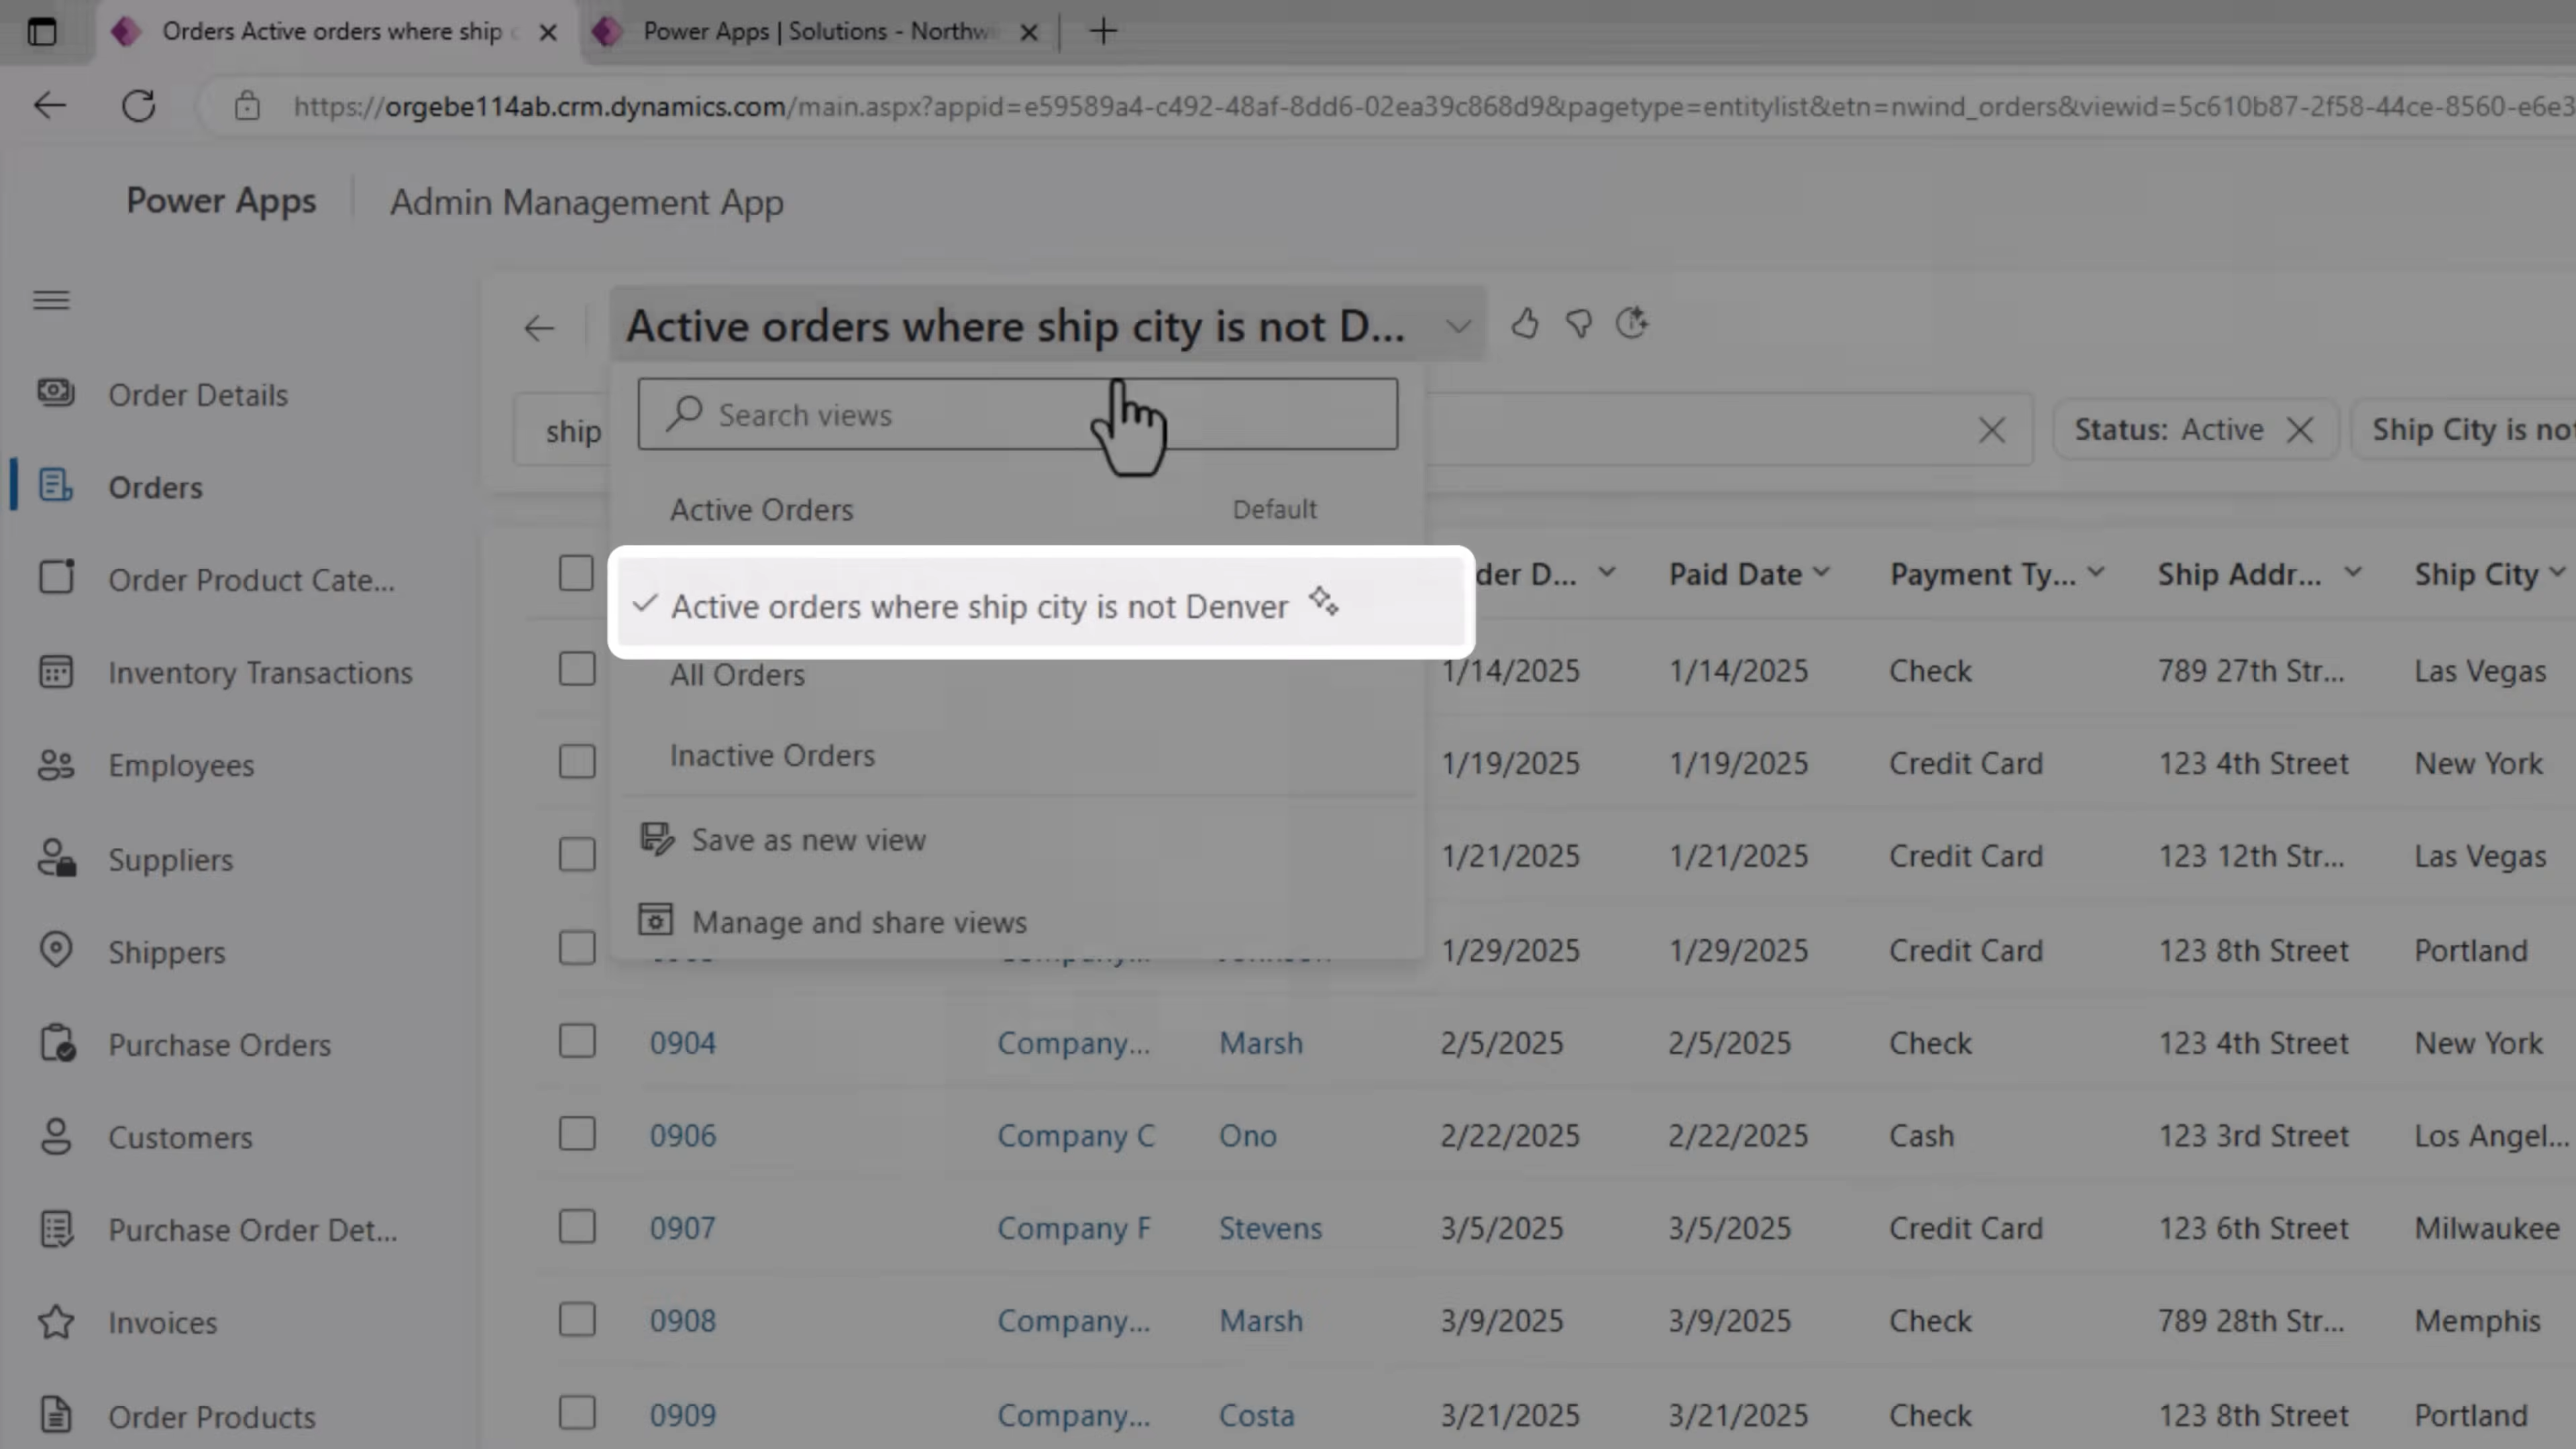 Orders Active orders where ship
Power Apps | Solutions - Northw
https://orgebe114ab.crm.dynamics.com/main.aspx?appid=e59589a4-c492-48af-8dd6-02ea39c868d9&pagetype=entitylist&etn=nwind_orders&viewid=5c610b87-2f58-44ce-8560-e6e3
Power Apps
Admin Management App
Active orders where ship city is not D...
Search views
ship
Status: Active
Ship City is not
Active Orders Default
Active orders where ship city is not Denver
All Orders
Inactive Orders
Save as new view
Manage and share views
Order Details
Orders
Order Product Cate...
Inventory Transactions
Employees
Suppliers
Shippers
Purchase Orders
Customers
Purchase Order Det...
Invoices
Order Products
der D... Paid Date Payment Ty... Ship Addr... Ship City
1/14/2025 1/14/2025 Check 789 27th Str... Las Vegas
1/19/2025 1/19/2025 Credit Card 123 4th Street New York
1/21/2025 1/21/2025 Credit Card 123 12th Str... Las Vegas
1/29/2025 1/29/2025 Credit Card 123 8th Street Portland
0904 Company... Marsh 2/5/2025 2/5/2025 Check 123 4th Street New York
0906 Company C Ono 2/22/2025 2/22/2025 Cash 123 3rd Street Los Angel...
0907 Company F Stevens 3/5/2025 3/5/2025 Credit Card 123 6th Street Milwaukee
0908 Company... Marsh 3/9/2025 3/9/2025 Check 789 28th Str... Memphis
0909 Company... Costa 3/21/2025 3/21/2025 Check 123 8th Street Portland